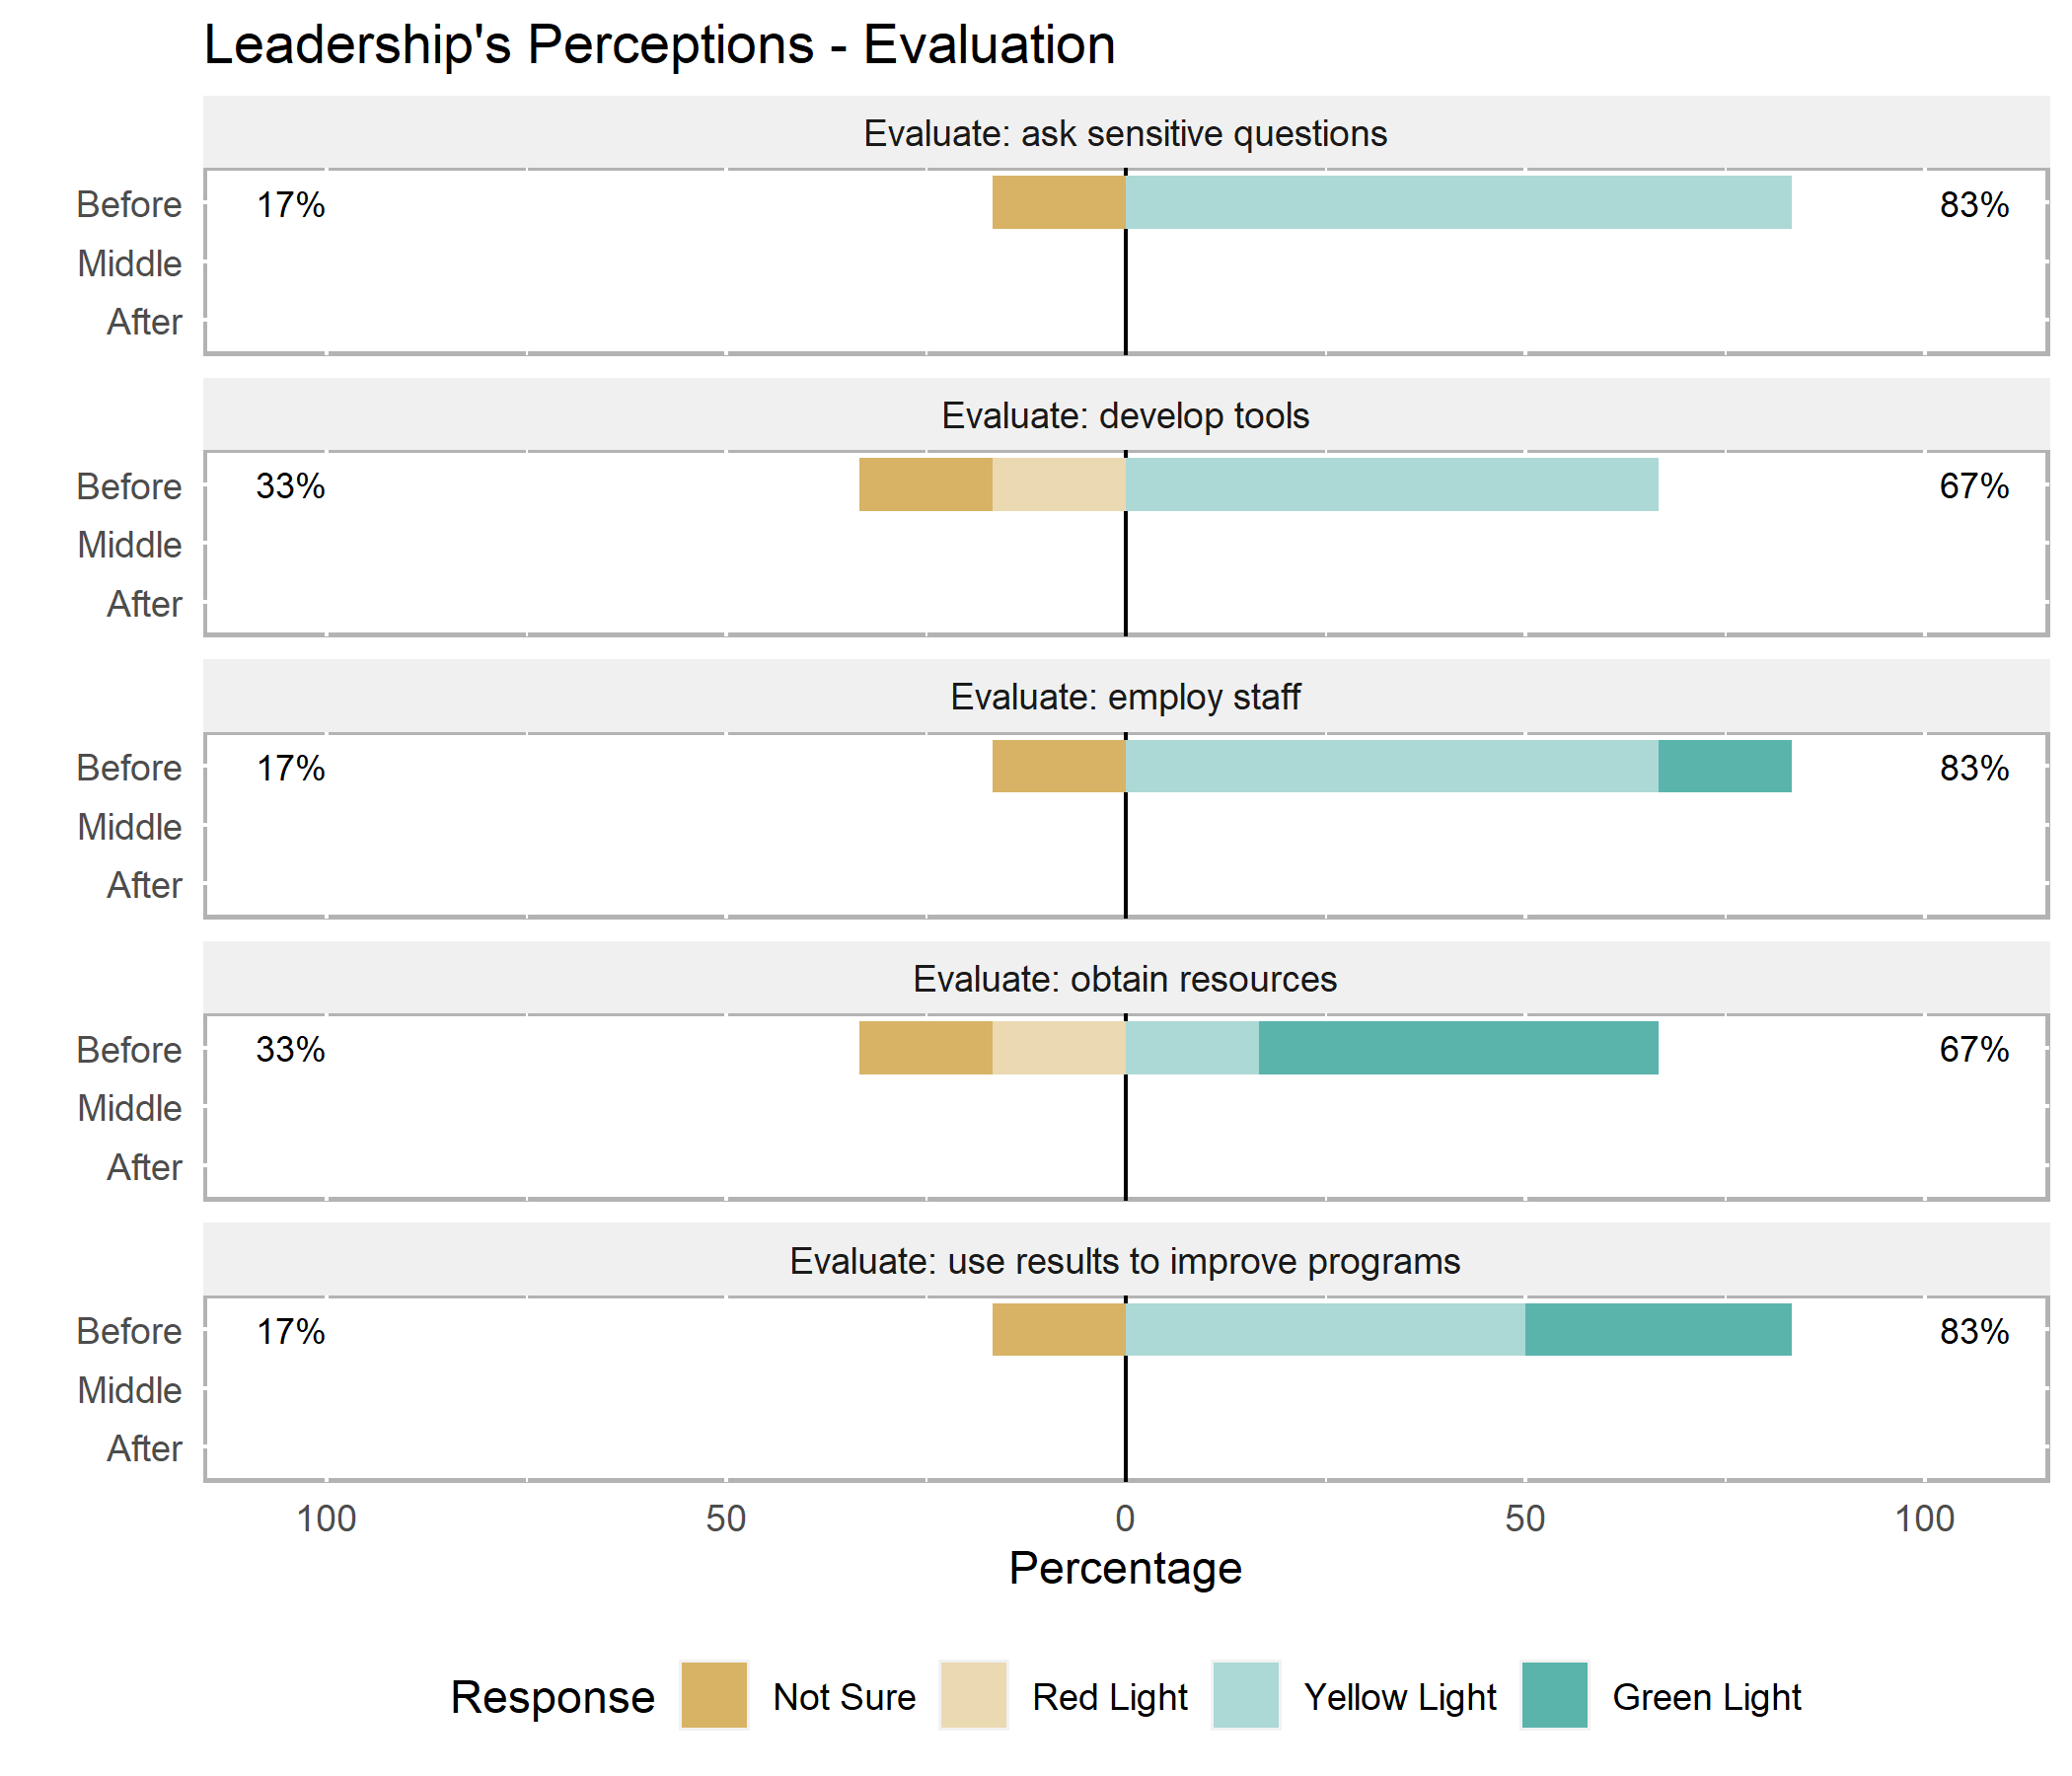 Leadership's Perceptions - Evaluation
Evaluate: ask sensitive questions
Before 17% 83%
Middle
After
Evaluate: develop tools
Before 33% 67%
Middle
After
Evaluate: employ staff
Before 17% 83%
Middle
After
Evaluate: obtain resources
Before 33% 67%
Middle
After
Evaluate: use results to improve programs
Before 17% 83%
Middle
After
100 50 0 50 100
Percentage
Response Not Sure Red Light Yellow Light Green Light